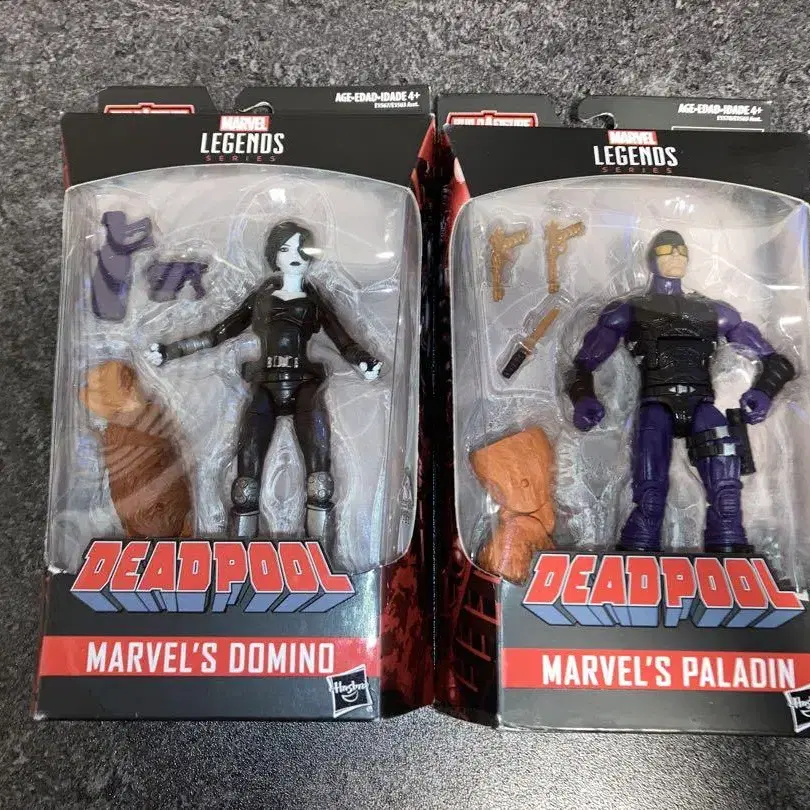 AGE-EDAD-IDADE 4+
MARVEL
LEGENDS
SERIES
DEADPOOL
MARVEL'S DOMINO
Hasbro
AGE-EDAD-IDADE 4+
MARVEL
LEGENDS
SERIES
DEADPOOL
MARVEL'S PALADIN